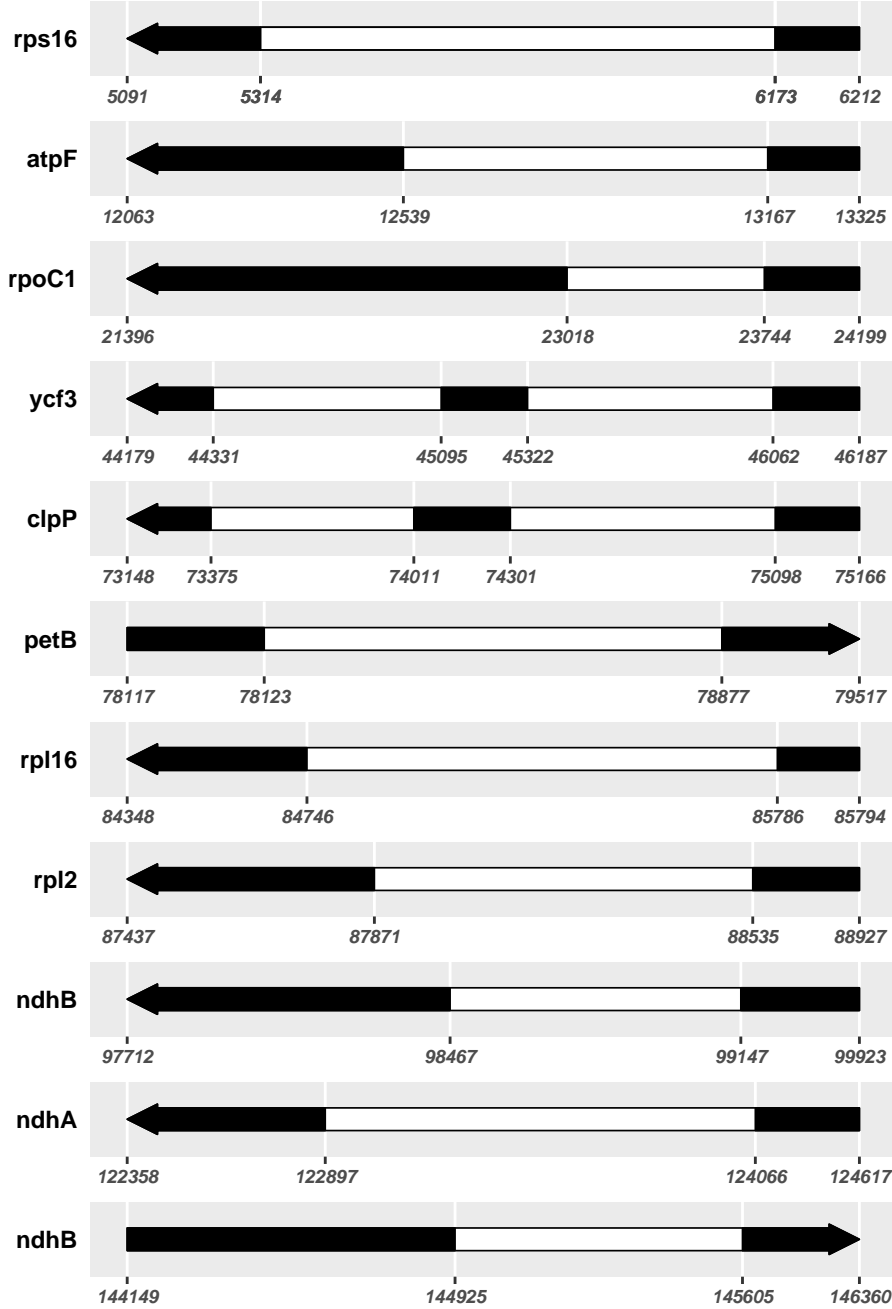 rps16
5091 5314 6173 6212
atpF
12063 12539 13167 13325
rpoC1
21396 23018 23744 24199
ycf3
44179 44331 45095 45322 46062 46187
clpP
73148 73375 74011 74301 75098 75166
petB
78117 78123 78877 79517
rpl16
84348 84746 85786 85794
rpl2
87437 87871 88535 88927
ndhB
97712 98467 99147 99923
ndhA
122358 122897 124066 124617
ndhB
144149 144925 145605 146360